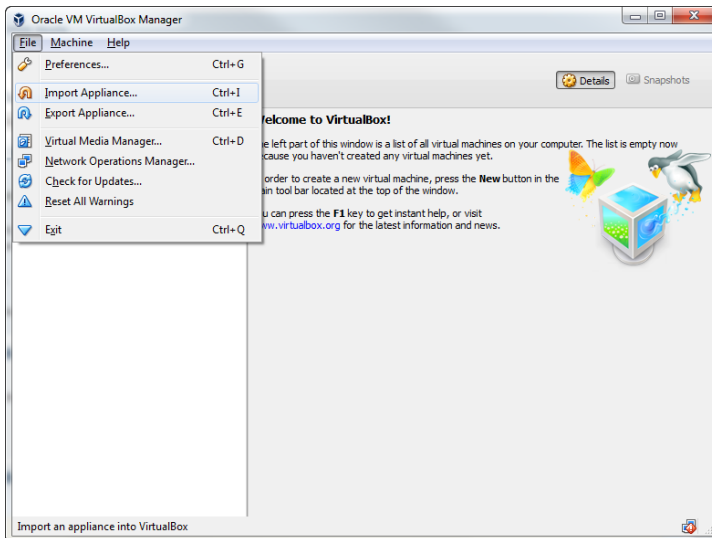 Oracle VM VirtualBox Manager
File Machine Help
Preferences... Ctrl+G
Import Appliance... Ctrl+I
Export Appliance... Ctrl+E
Virtual Media Manager... Ctrl+D
Network Operations Manager...
Check for Updates...
Reset All Warnings
Exit Ctrl+Q
Details Snapshots
elcome to VirtualBox!
e left part of this window is a list of all virtual machines on your computer. The list is empty now
cause you haven't created any virtual machines yet.
order to create a new virtual machine, press the New button in the
ain tool bar located at the top of the window.
u can press the F1 key to get instant help, or visit
ww.virtualbox.org for the latest information and news.
Import an appliance into VirtualBox